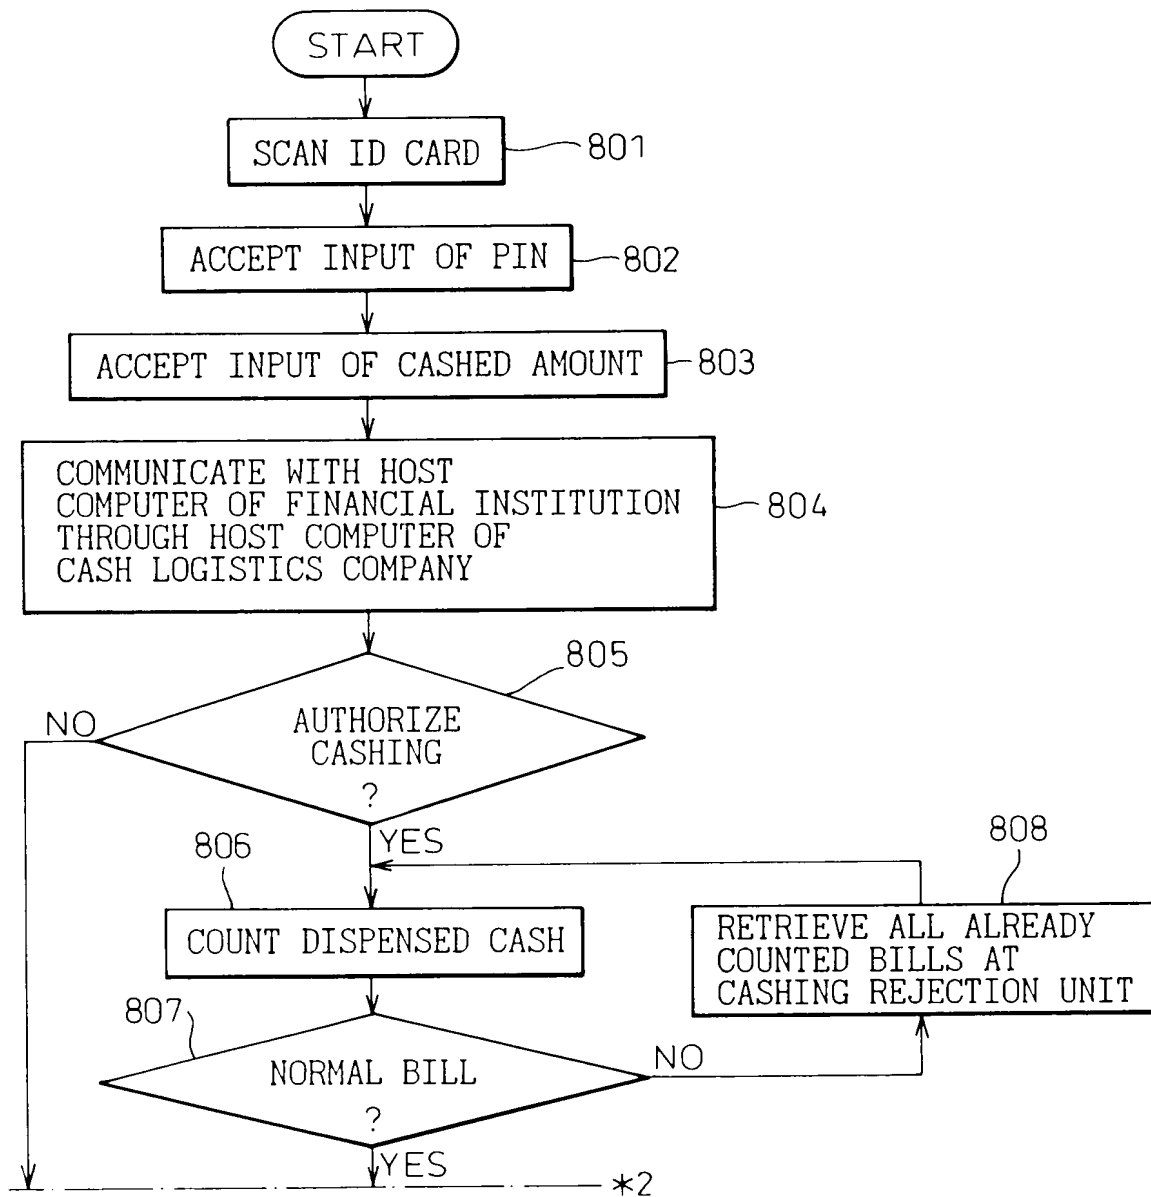 START
SCAN ID CARD
801
ACCEPT INPUT OF PIN
802
ACCEPT INPUT OF CASHED AMOUNT
803
COMMUNICATE WITH HOST
COMPUTER OF FINANCIAL INSTITUTION
THROUGH HOST COMPUTER OF
CASH LOGISTICS COMPANY
804
805
NO
AUTHORIZE
CASHING
?
YES
806
808
COUNT DISPENSED CASH
RETRIEVE ALL ALREADY
COUNTED BILLS AT
CASHING REJECTION UNIT
807
NORMAL BILL
?
NO
YES
*2